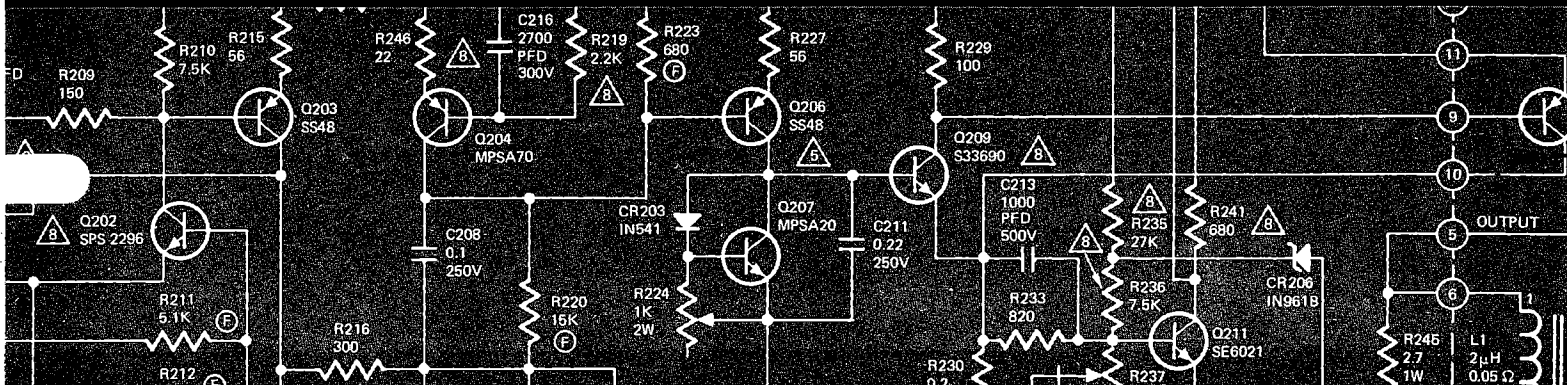 FD
R209
150
R210
7.5K
R215
56
Q203
SS48
8
Q202
SPS 2296
R211
5.1K
F
R212
F
R216
300
R246
22
8
C216
2700
PFD
300V
R219
2.2K
8
Q204
MPSA70
C208
0.1
250V
R220
15K
F
R223
680
F
R227
56
Q206
SS48
5
CR203
IN541
Q207
MPSA20
R224
1K
2W
C211
0.22
250V
R229
100
Q209
S33690
8
C213
1000
PFD
500V
R233
820
R230
8
R235
27K
8
R236
7.5K
R237
R241
680
8
CR206
IN961B
Q211
SE6021
11
9
10
5
OUTPUT
6
R245
2.7
1W
L1
2μH
0.05 Ω
1